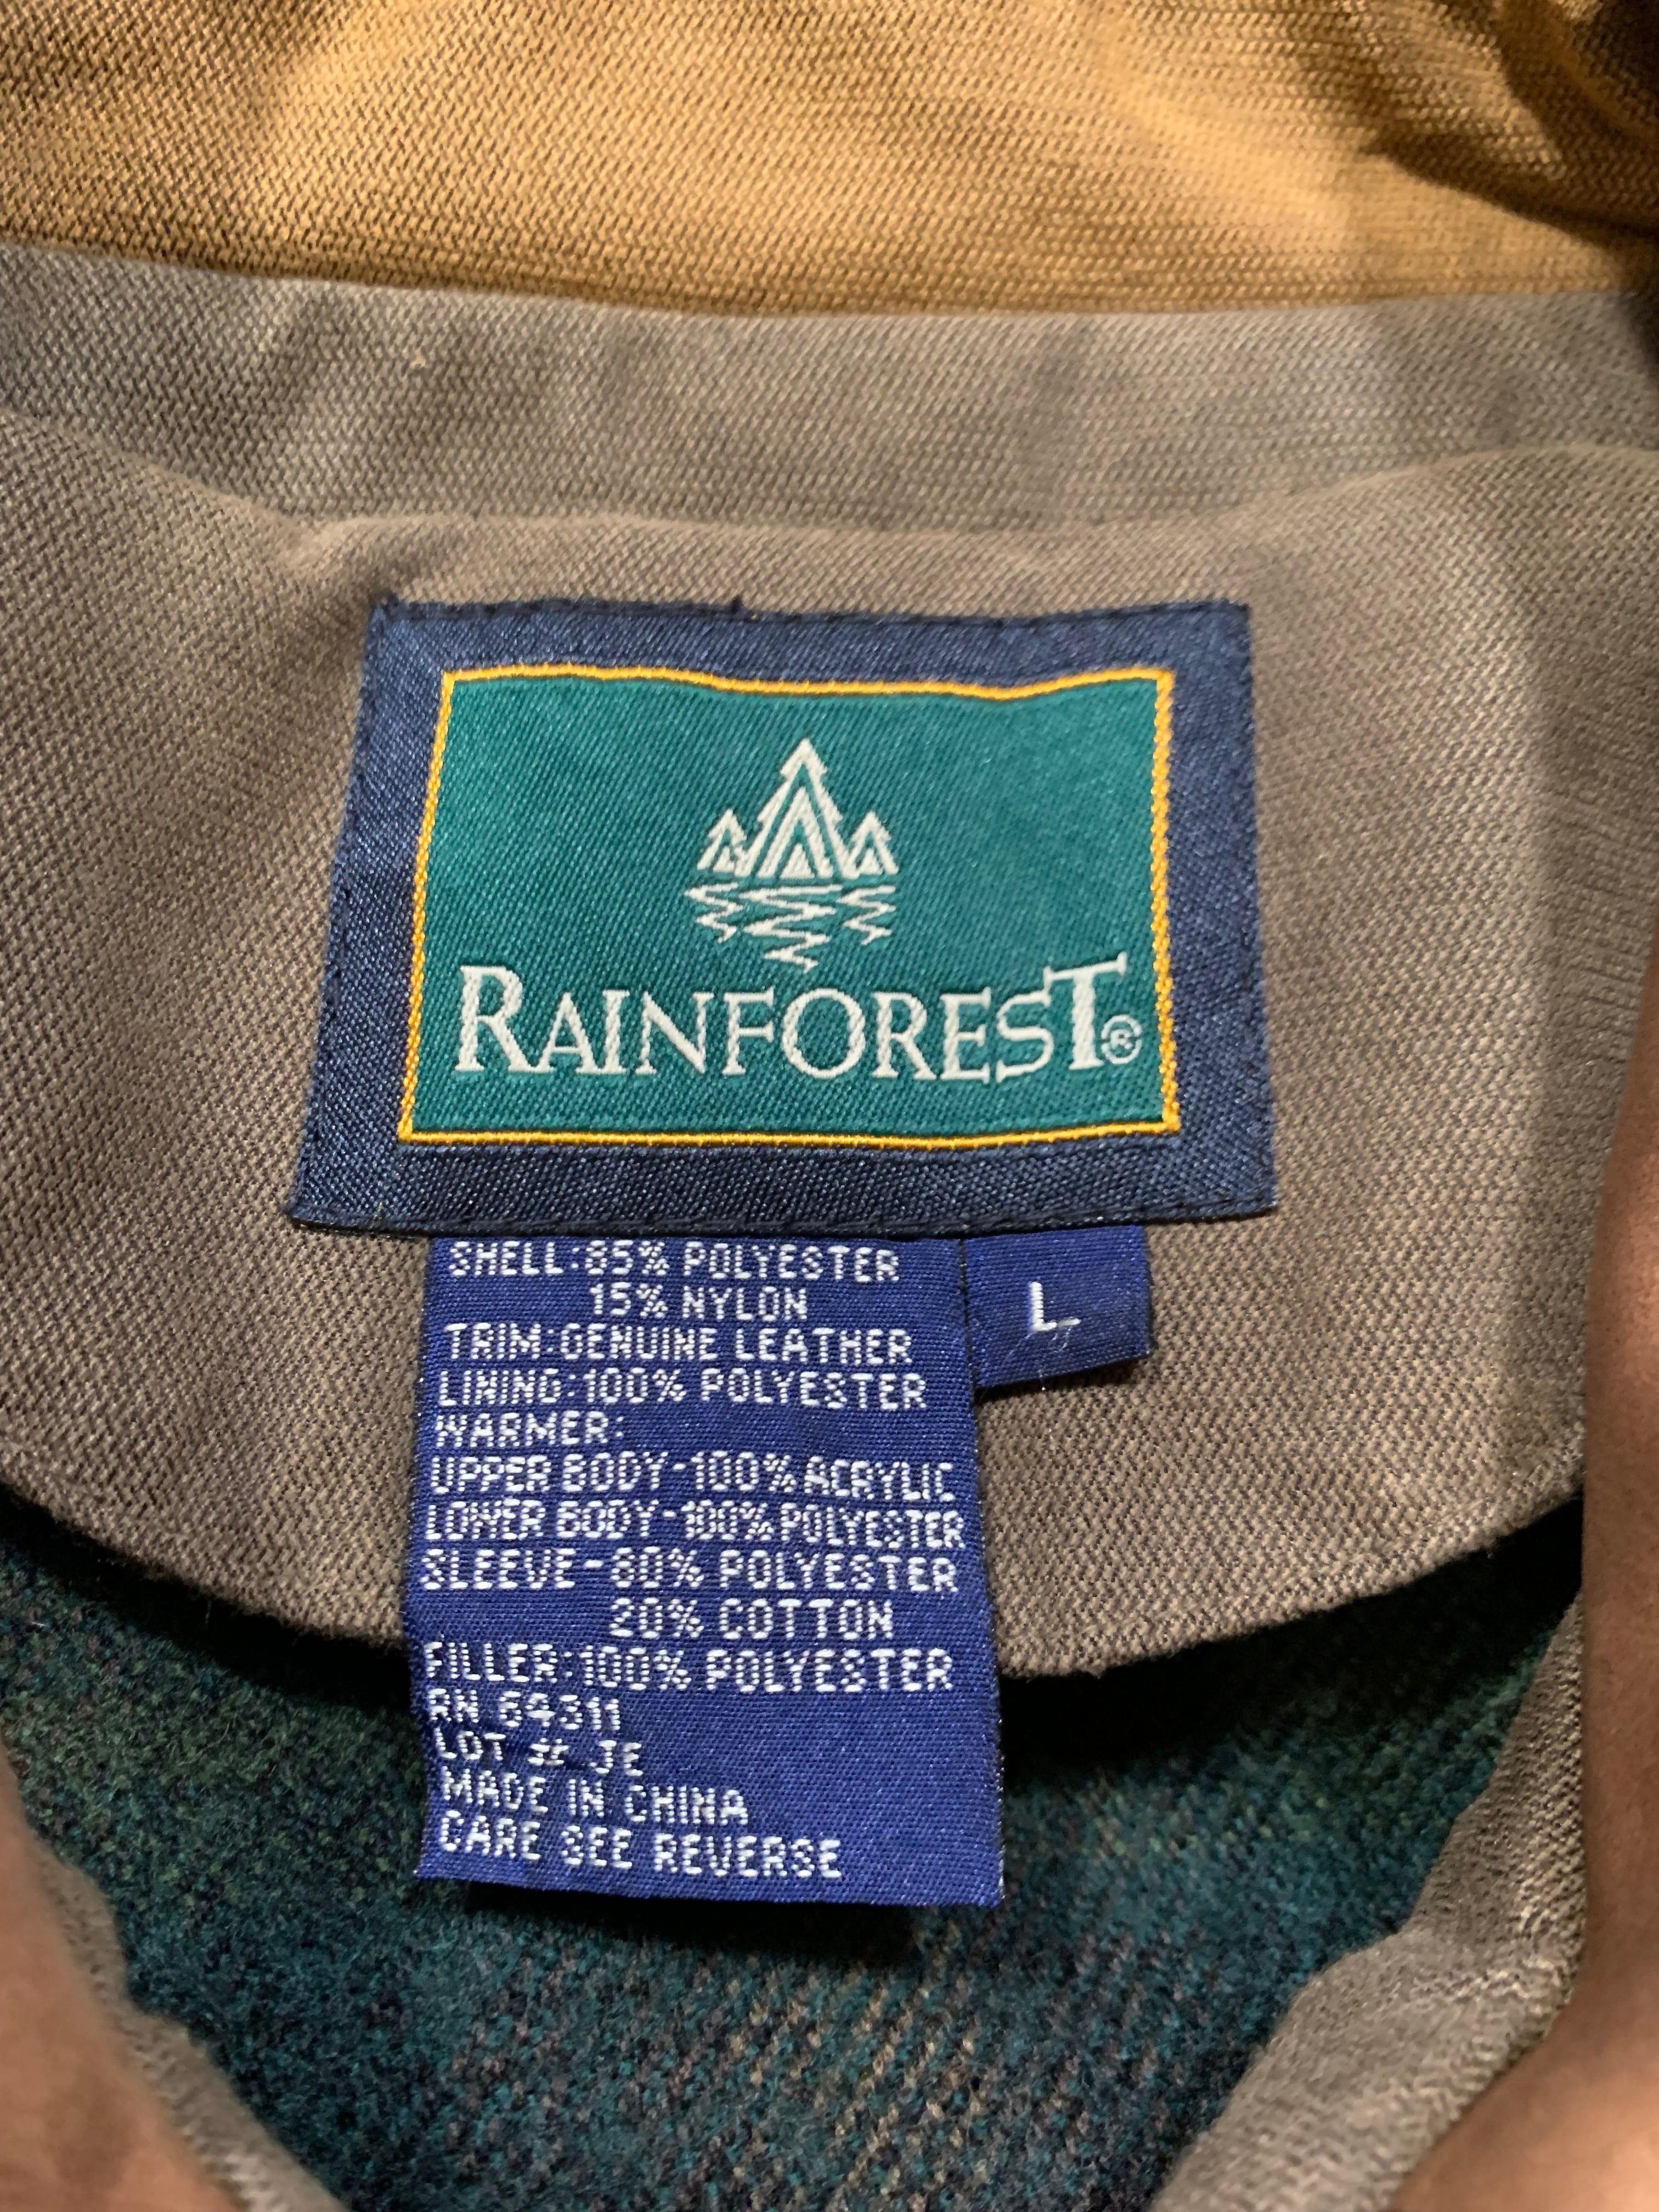 RAINFOREST®
SHELL:85% POLYESTER
15% NYLON
TRIM:GENUINE LEATHER
LINING:100% POLYESTER
WARMER:
UPPER BODY-100% ACRYLIC
LOWER BODY-100% POLYESTER
SLEEVE-80% POLYESTER
20% COTTON
FILLER:100% POLYESTER
RN 64311
LOT # JE
MADE IN CHINA
CARE SEE REVERSE
L